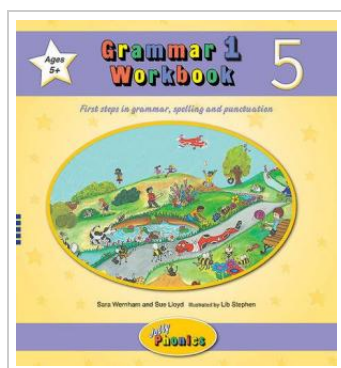 Ages
5+
Grammar 1
Workbook
5
First steps in grammar, spelling and punctuation
Sara Wernham and Sue Lloyd Illustrated by Lib Stephen
Jolly
Phonics